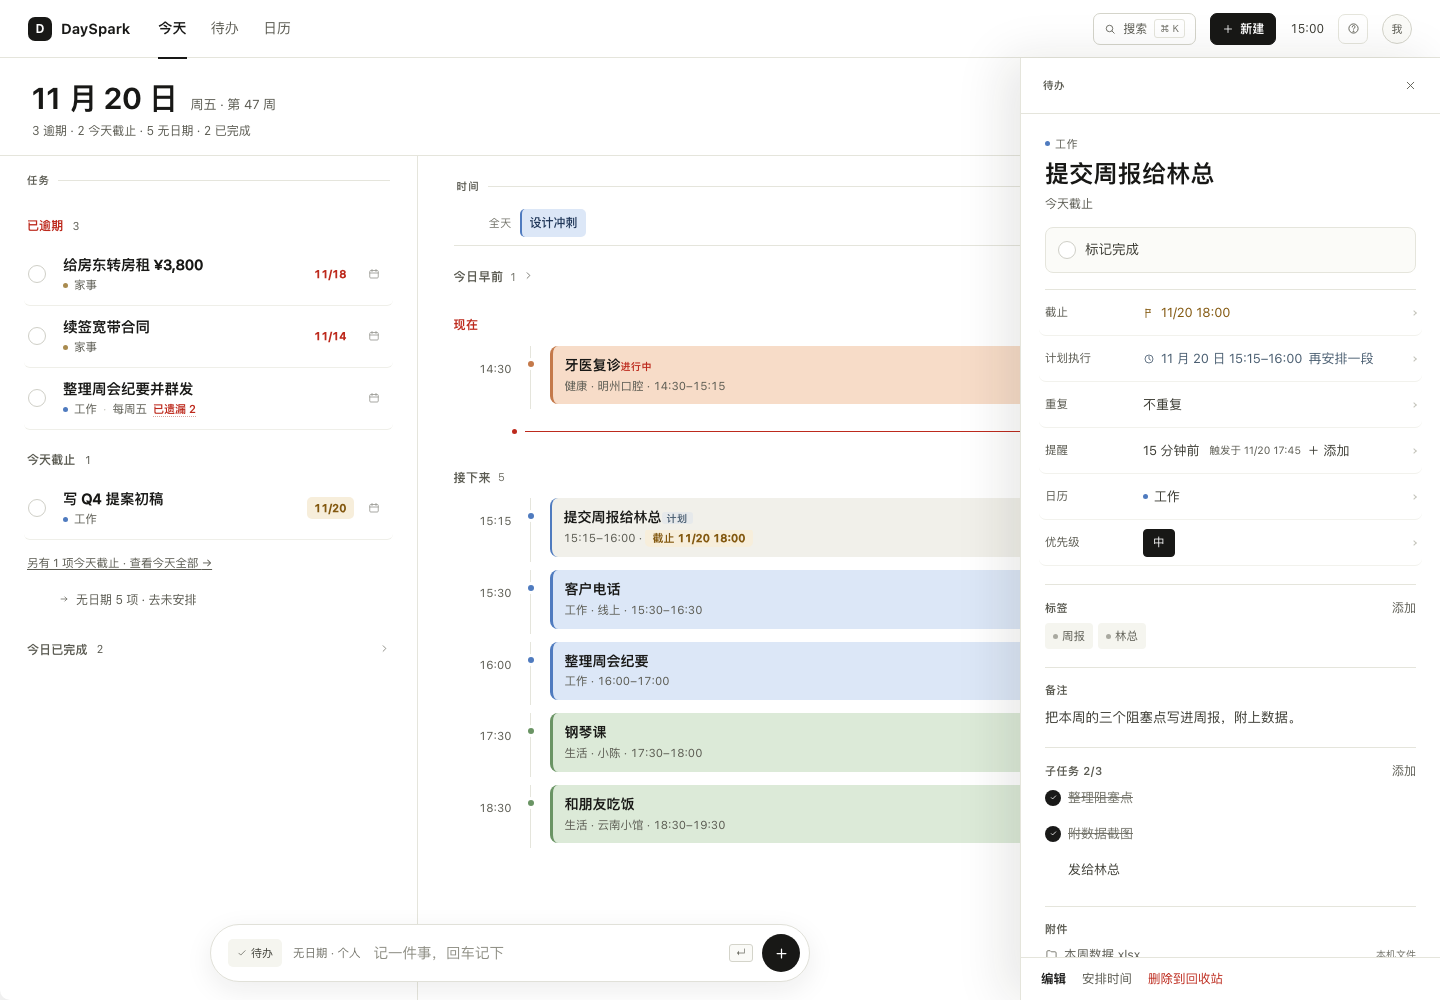 D DaySpark 今天 待办 日历 搜索 ⌘ K + 新建 15:00 我
11 月 20 日 周五 · 第 47 周
3 逾期 · 2 今天截止 · 5 无日期 · 2 已完成
任务
已逾期 3
给房东转房租 ¥3,800
家事
11/18
续签宽带合同
家事
11/14
整理周会纪要并群发
工作 · 每周五 已遗漏 2
今天截止 1
写 Q4 提案初稿
工作
11/20
另有 1 项今天截止 · 查看今天全部 →
→ 无日期 5 项 · 去未安排
今日已完成 2
时间
全天 设计冲刺
今日早前 1
现在
14:30
牙医复诊进行中
健康 · 明州口腔 · 14:30–15:15
接下来 5
15:15
提交周报给林总 计划
15:15–16:00 · 截止 11/20 18:00
15:30
客户电话
工作 · 线上 · 15:30–16:30
16:00
整理周会纪要
工作 · 16:00–17:00
17:30
钢琴课
生活 · 小陈 · 17:30–18:00
18:30
和朋友吃饭
生活 · 云南小馆 · 18:30–19:30
待办 无日期 · 个人 记一件事，回车记下
待办
工作
提交周报给林总
今天截止
标记完成
截止 11/20 18:00
计划执行 11 月 20 日 15:15–16:00 再安排一段
重复 不重复
提醒 15 分钟前 触发于 11/20 17:45 + 添加
日历 工作
优先级 中
标签 添加
周报 林总
备注
把本周的三个阻塞点写进周报，附上数据。
子任务 2/3 添加
整理阻塞点
附数据截图
发给林总
附件
本周数据.xlsx 本机文件
编辑 安排时间 删除到回收站